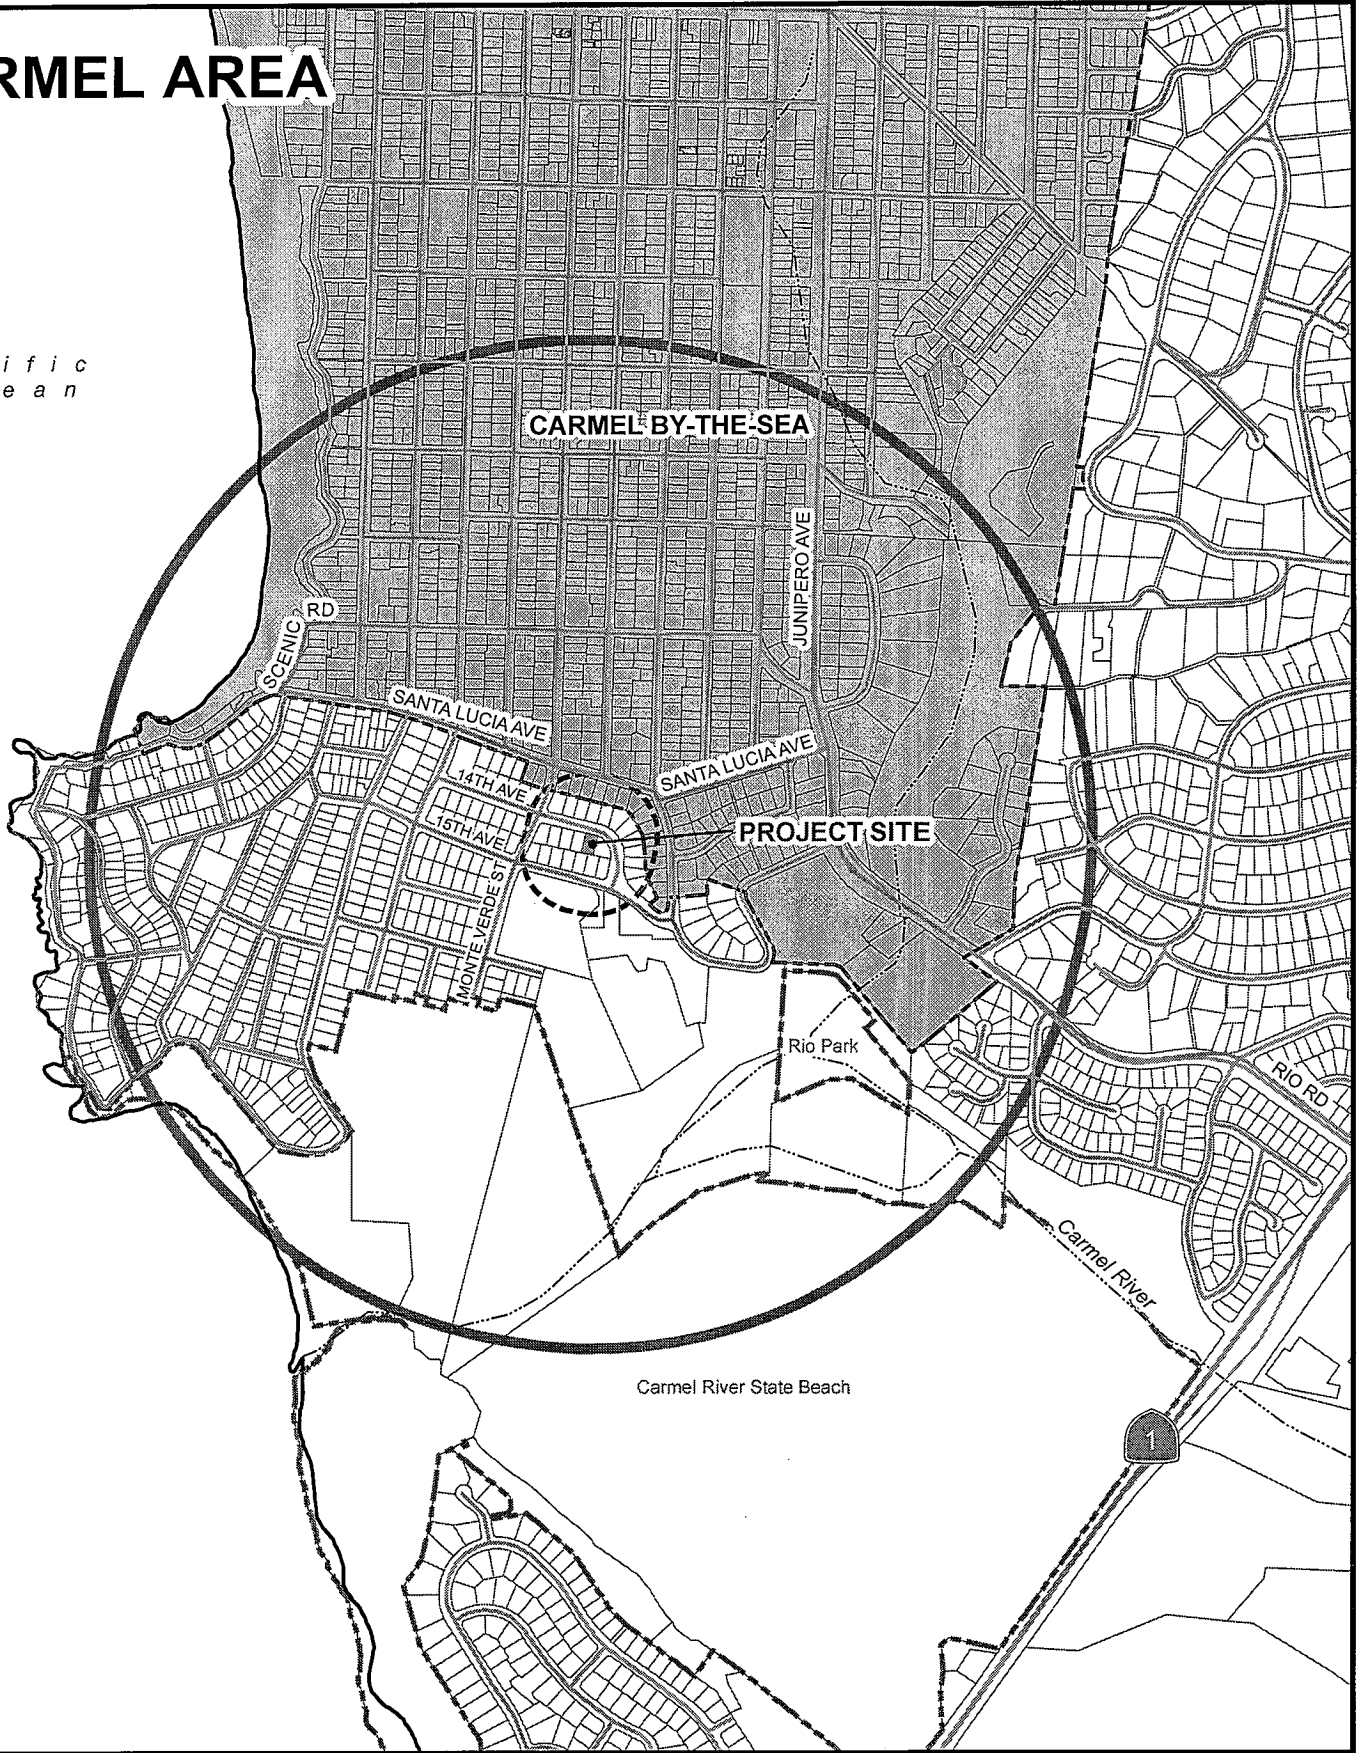 RMEL AREA
ific
ean
CARMEL BY-THE-SEA
JUNIPERO AVE
SCENIC RD
SANTA LUCIA AVE
SANTA LUCIA AVE
14TH AVE
15TH AVE
PROJECT SITE
MONTE VERDE ST
Rio Park
RIO RD
Carmel River
Carmel River State Beach
1